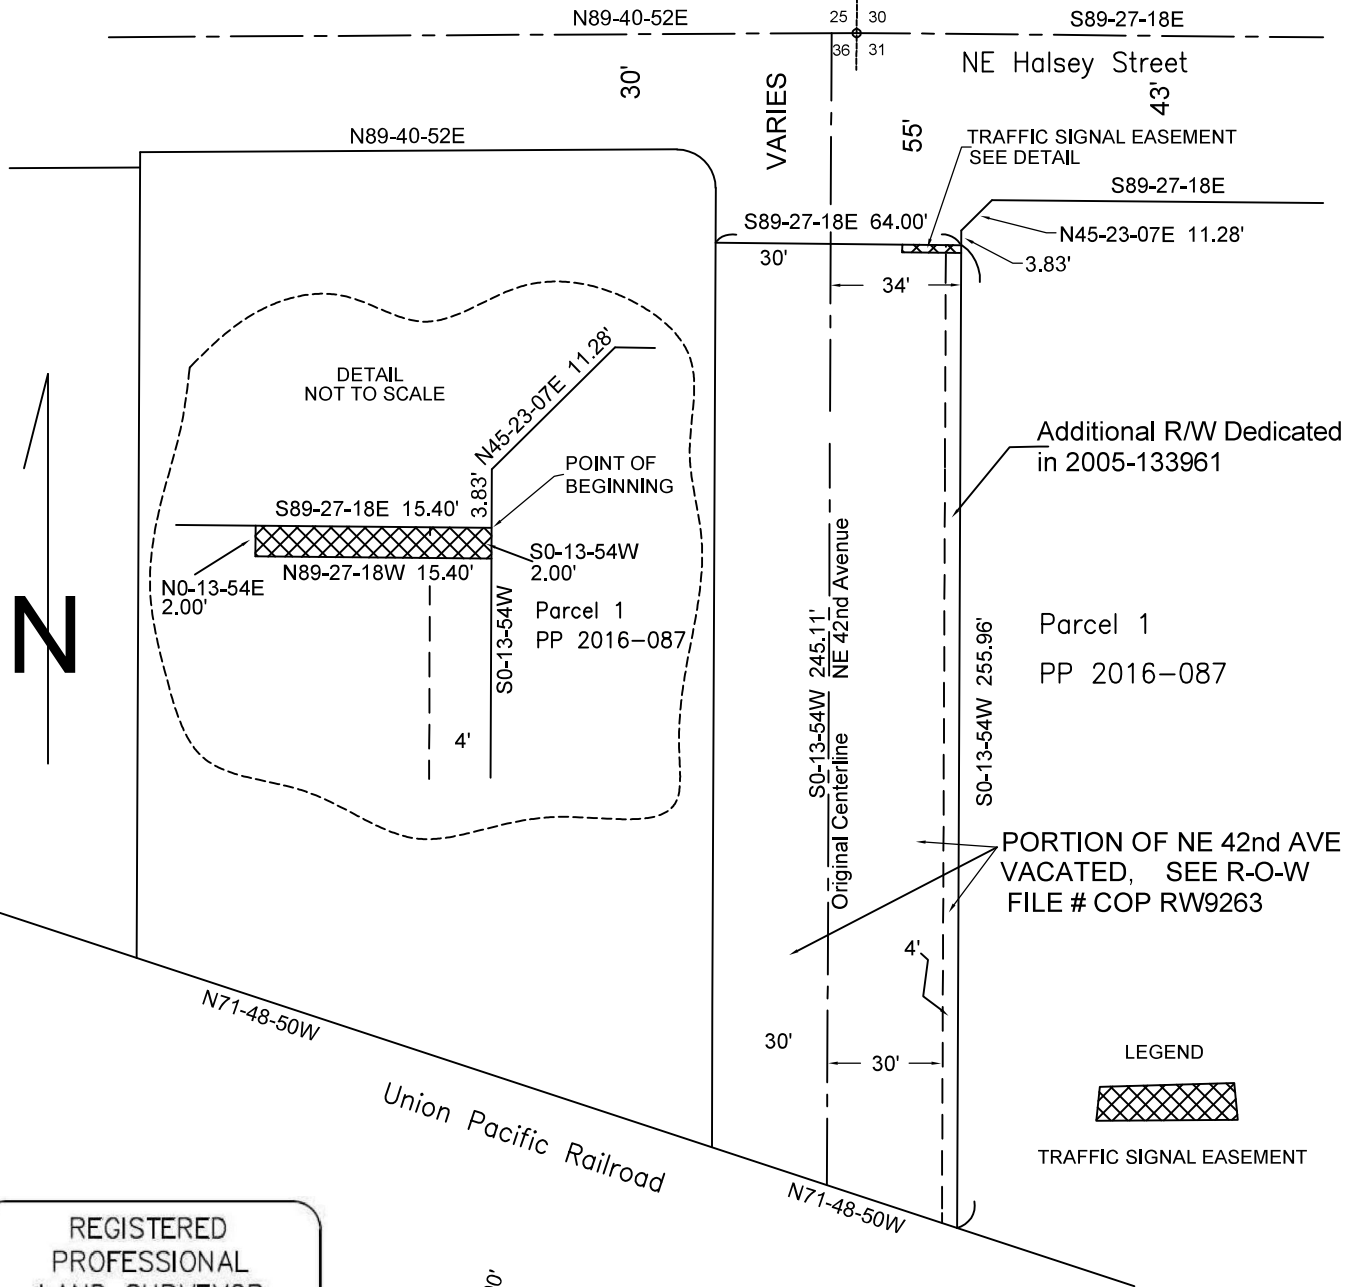 N89-40-52E
25 30
S89-27-18E
36 31
NE Halsey Street
30'
VARIES
55'
43'
N89-40-52E
TRAFFIC SIGNAL EASEMENT
SEE DETAIL
S89-27-18E
S89-27-18E 64.00'
N45-23-07E 11.28'
30'
3.83'
34'
DETAIL
NOT TO SCALE
N45-23-07E 11.28'
POINT OF
BEGINNING
3.83'
S89-27-18E 15.40'
S0-13-54W
2.00'
N89-27-18W 15.40'
N0-13-54E
2.00'
Parcel 1
PP 2016-087
S0-13-54W
4'
N
Additional R/W Dedicated
in 2005-133961
S0-13-54W 245.11'
NE 42nd Avenue
Original Centerline
S0-13-54W 255.96'
Parcel 1
PP 2016-087
PORTION OF NE 42nd AVE
VACATED, SEE R-O-W
FILE # COP RW9263
4'
N71-48-50W
30'
30'
LEGEND
TRAFFIC SIGNAL EASEMENT
Union Pacific Railroad
N71-48-50W
REGISTERED
PROFESSIONAL